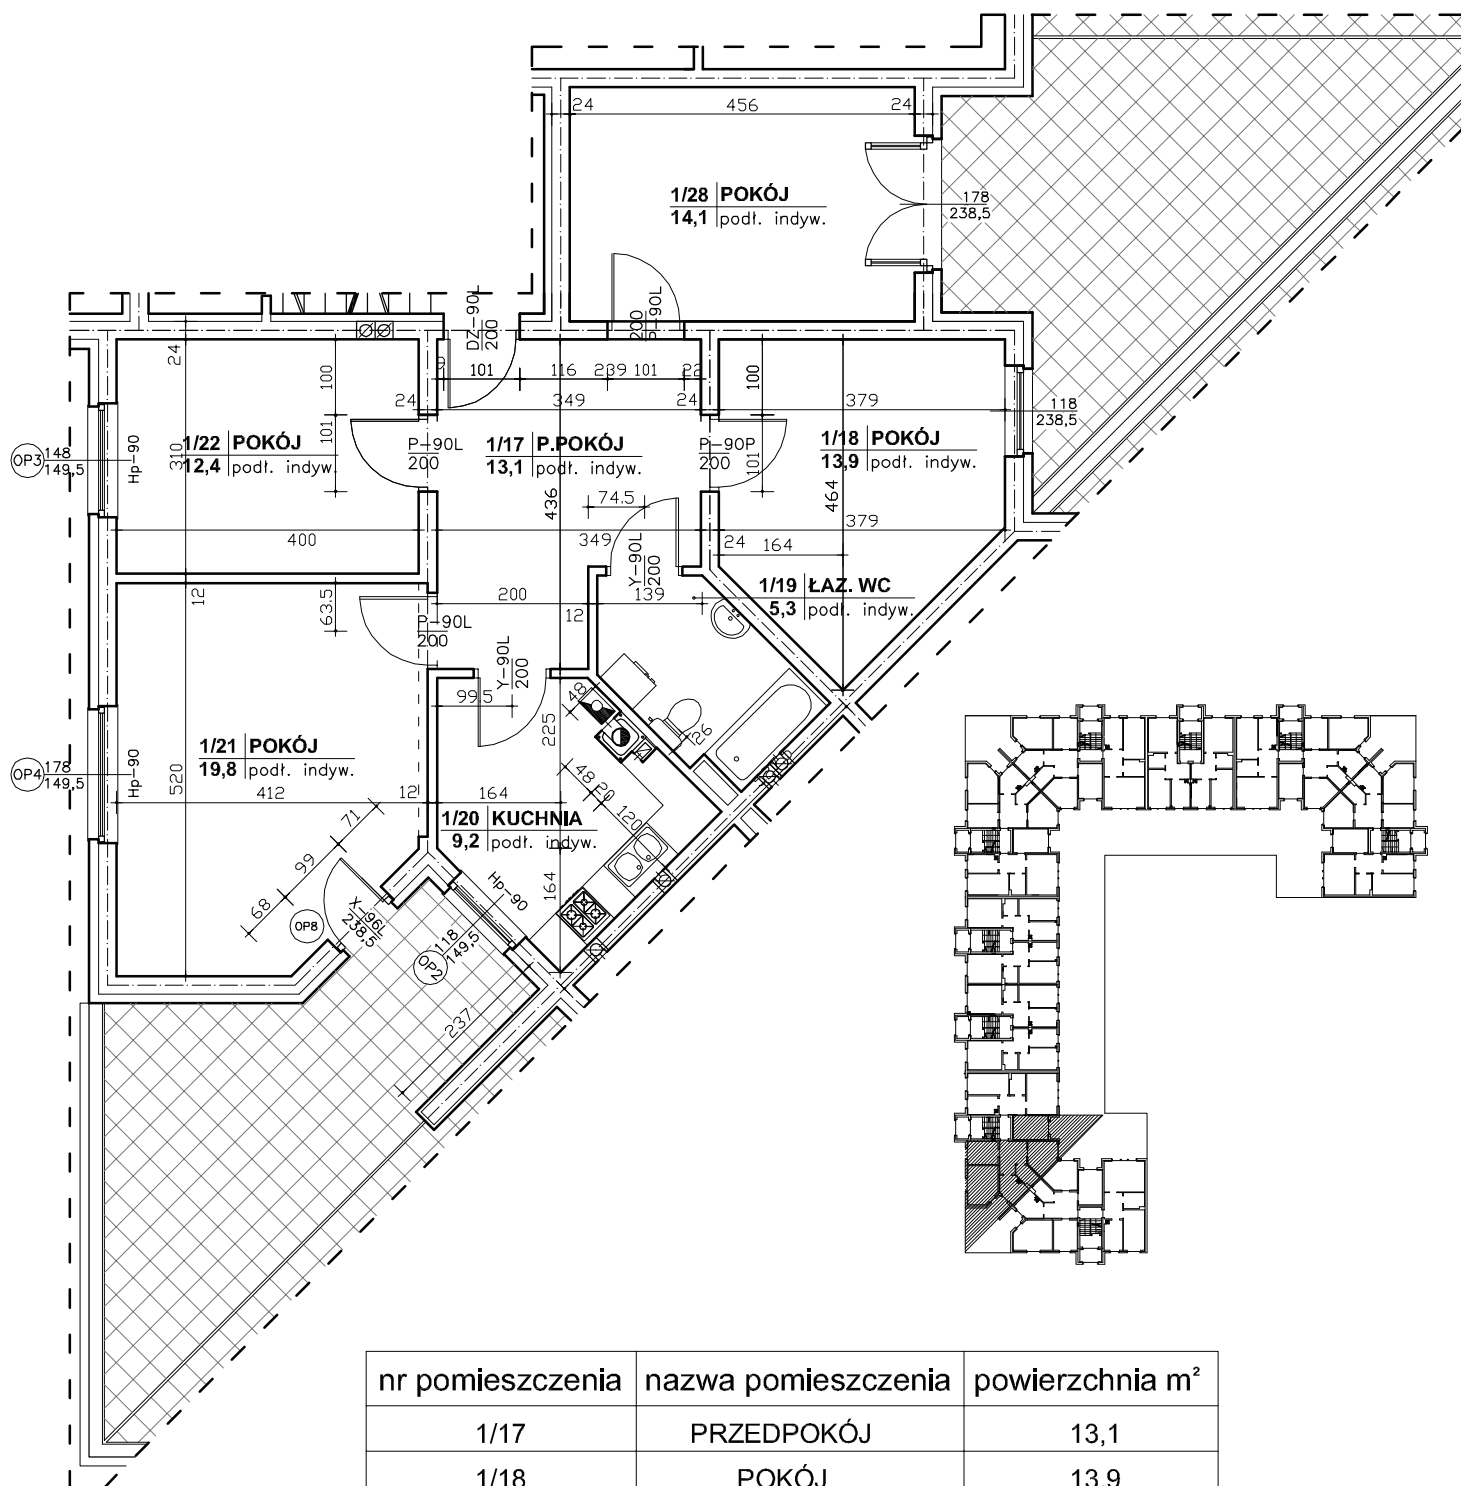 24 456 24
1/28 POKÓJ
14,1 podł. indyw.
178
238,5
DZ-90L
200
200
P-90L
24
100
101 116 239 101 22
100
24 349 24 379
118
238,5
OP3 148
149,5
Hp-90
310
101
1/22 POKÓJ
12,4 podł. indyw.
P-90L
200
1/17 P.POKÓJ
13,1 podł. indyw.
P-90P
200
101
1/18 POKÓJ
13,9 podł. indyw.
436
74.5
464
400
349
24
379
164
Y-90L
200
12
63.5
200
12
139
1/19 ŁAZ. WC
5,3 podł. indyw.
P-90L
200
Y-90L
200
99.5
48
225
26
1/21 POKÓJ
19,8 podł. indyw.
OP4 178
149,5
Hp-90
520
412
12
164
48
20
120
1/20 KUCHNIA
9,2 podł. indyw.
71
99
68
Hp-90
164
OP8
X-96L
238,5
OP2
118
149,5
237
nr pomieszczenia nazwa pomieszczenia powierzchnia m²
1/17 PRZEDPOKÓJ 13,1
1/18 POKÓJ 13,9